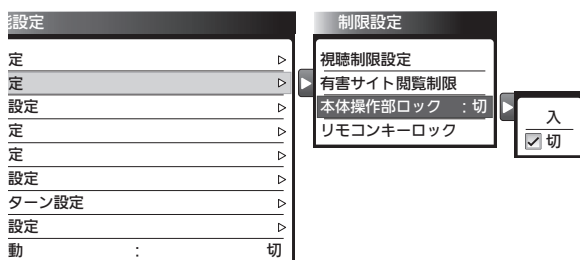 設定
定
定
設定
定
定
設定
ターン設定
設定
動 : 切
制限設定
視聴制限設定
有害サイト閲覧制限
本体操作部ロック :切
リモコンキーロック
入
切